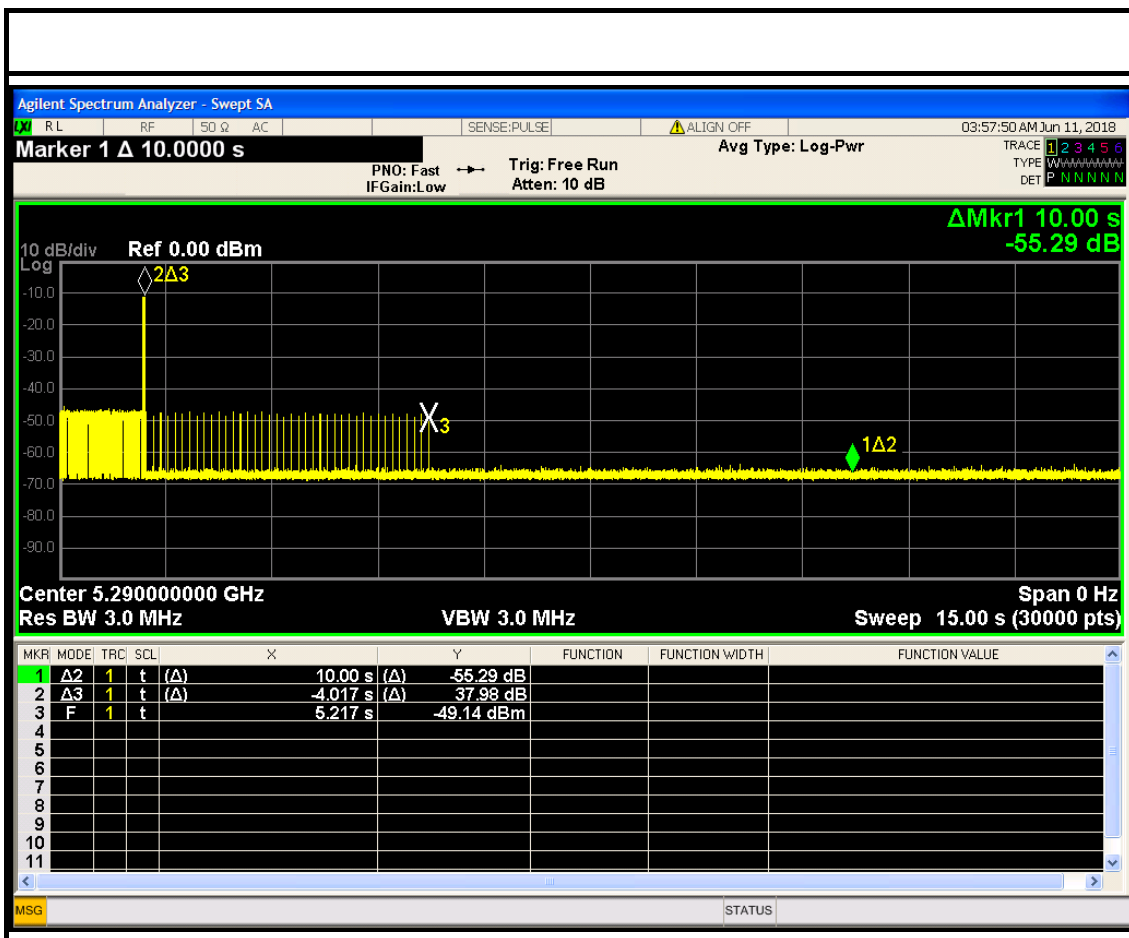 Agilent Spectrum Analyzer - Swept SA
LXI RL RF 50 Ω AC SENSE:PULSE ALIGN OFF 03:57:50 AM Jun 11, 2018
Marker 1 Δ 10.0000 s
PNO: Fast
IFGain:Low
Trig: Free Run
Atten: 10 dB
Avg Type: Log-Pwr
TRACE 1 2 3 4 5 6
TYPE W
DET P N N N N N
ΔMkr1 10.00 s
-55.29 dB
10 dB/div Ref 0.00 dBm
Log
2Δ3
-10.0
-20.0
-30.0
-40.0
-50.0
X3
-60.0
1Δ2
-70.0
-80.0
-90.0
Center 5.290000000 GHz Span 0 Hz
Res BW 3.0 MHz VBW 3.0 MHz Sweep 15.00 s (30000 pts)
MKR MODE TRC SCL X Y FUNCTION FUNCTION WIDTH FUNCTION VALUE
1 Δ2 1 t (Δ) 10.00 s (Δ) -55.29 dB
2 Δ3 1 t (Δ) -4.017 s (Δ) 37.98 dB
3 F 1 t 5.217 s -49.14 dBm
4
5
6
7
8
9
10
11
MSG STATUS